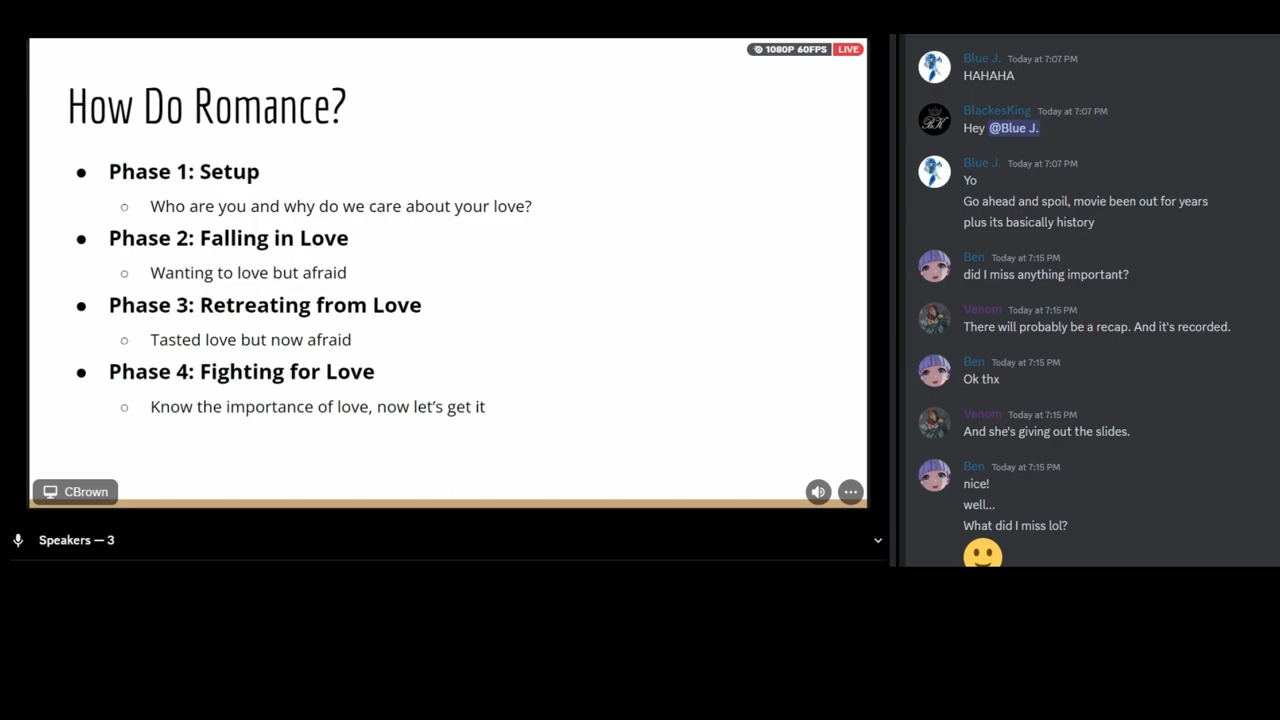 1080P 60FPS LIVE
How Do Romance?
● Phase 1: Setup
○ Who are you and why do we care about your love?
● Phase 2: Falling in Love
○ Wanting to love but afraid
● Phase 3: Retreating from Love
○ Tasted love but now afraid
● Phase 4: Fighting for Love
○ Know the importance of love, now let's get it
CBrown
Speakers — 3
Blue J. Today at 7:07 PM
HAHAHA
BlackesKing Today at 7:07 PM
Hey @Blue J.
Blue J. Today at 7:07 PM
Yo
Go ahead and spoil, movie been out for years
plus its basically history
Ben Today at 7:15 PM
did I miss anything important?
Venom Today at 7:15 PM
There will probably be a recap. And it's recorded.
Ben Today at 7:15 PM
Ok thx
Venom Today at 7:15 PM
And she's giving out the slides.
Ben Today at 7:15 PM
nice!
well...
What did I miss lol?